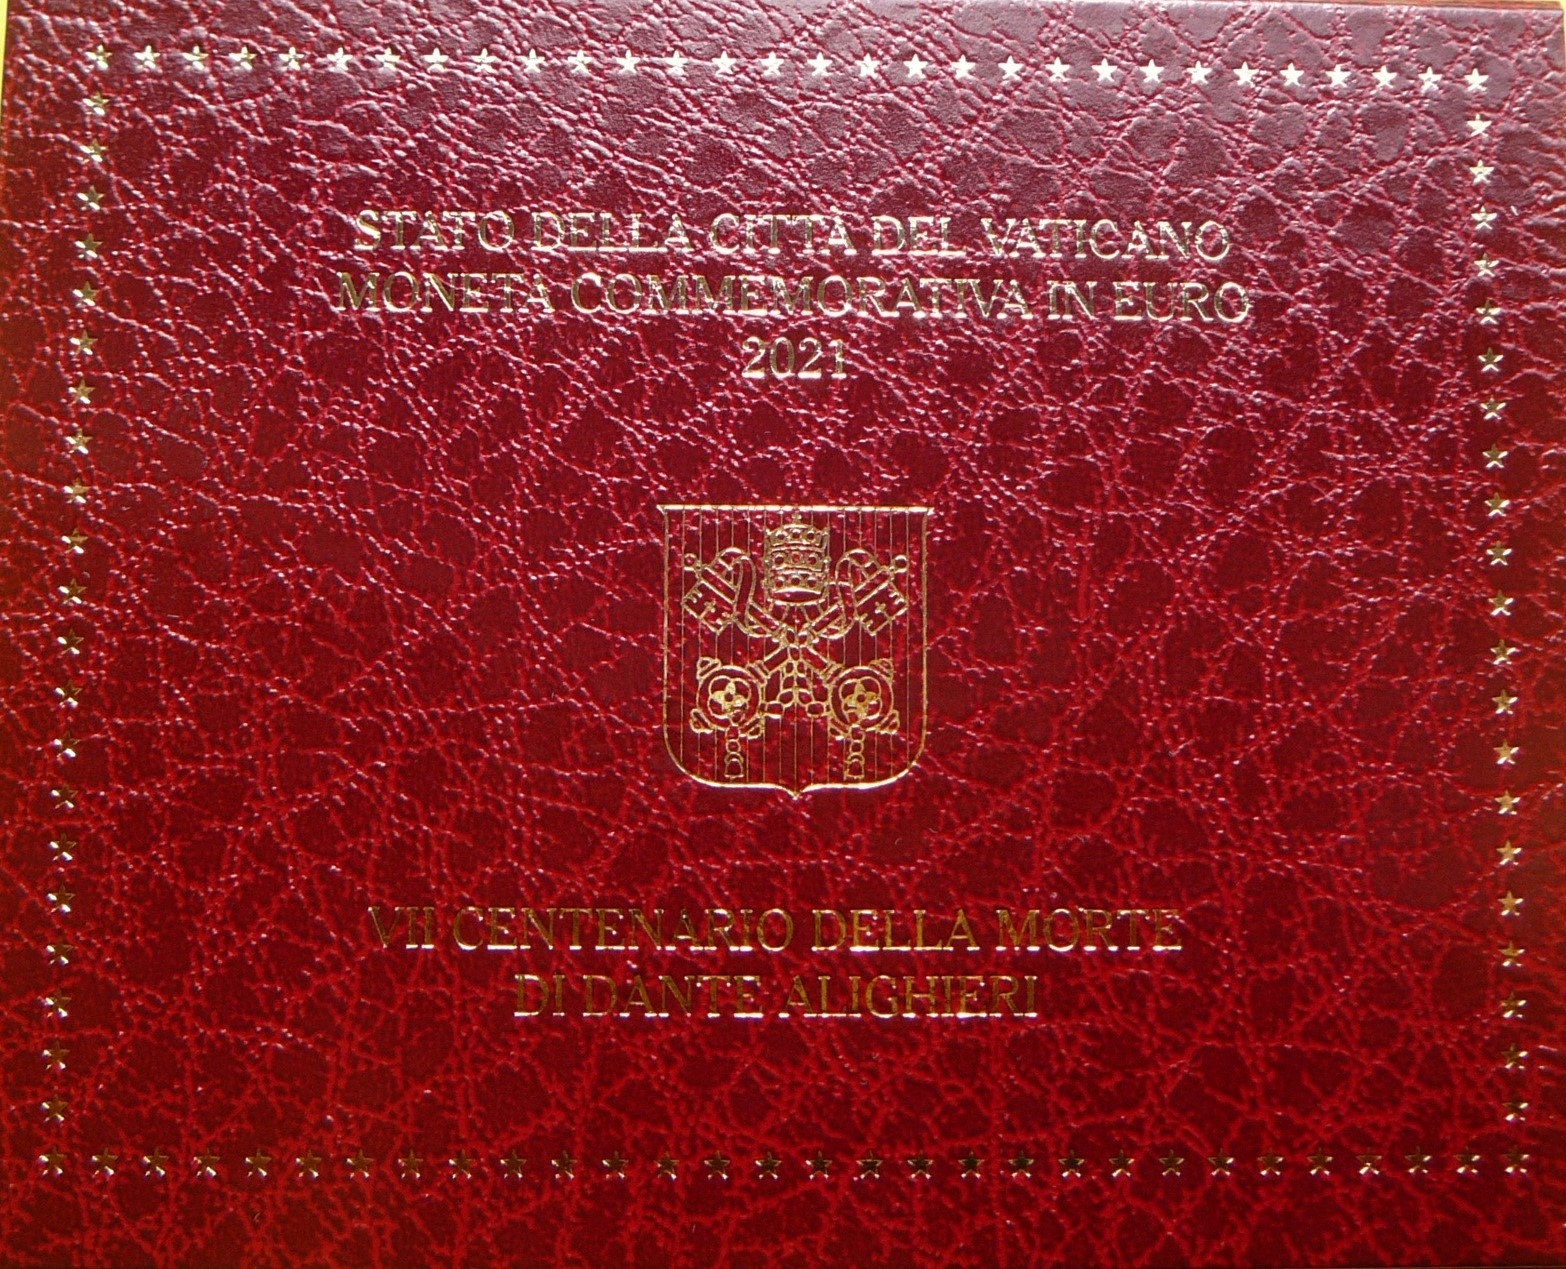 STATO DELLA CITTÀ DEL VATICANO
MONETA COMMEMORATIVA IN EURO
2021
VII CENTENARIO DELLA MORTE
DI DANTE ALIGHIERI